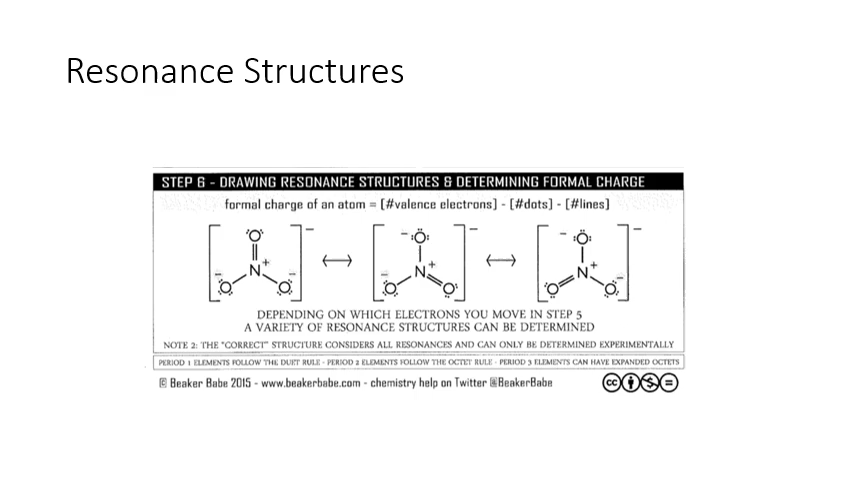 Resonance Structures
STEP 6 - DRAWING RESONANCE STRUCTURES & DETERMINING FORMAL CHARGE
formal charge of an atom = [#valence electrons] - [#dots] - [#lines]
O O O
N + N + N +
O O O O O O
DEPENDING ON WHICH ELECTRONS YOU MOVE IN STEP 5
A VARIETY OF RESONANCE STRUCTURES CAN BE DETERMINED
NOTE 2: THE "CORRECT" STRUCTURE CONSIDERS ALL RESONANCES AND CAN ONLY BE DETERMINED EXPERIMENTALLY
PERIOD 1 ELEMENTS FOLLOW THE DUET RULE - PERIOD 2 ELEMENTS FOLLOW THE OCTET RULE - PERIOD 3 ELEMENTS CAN HAVE EXPANDED OCTETS
© Beaker Babe 2015 - www.beakerbabe.com - chemistry help on Twitter @BeakerBabe
cc